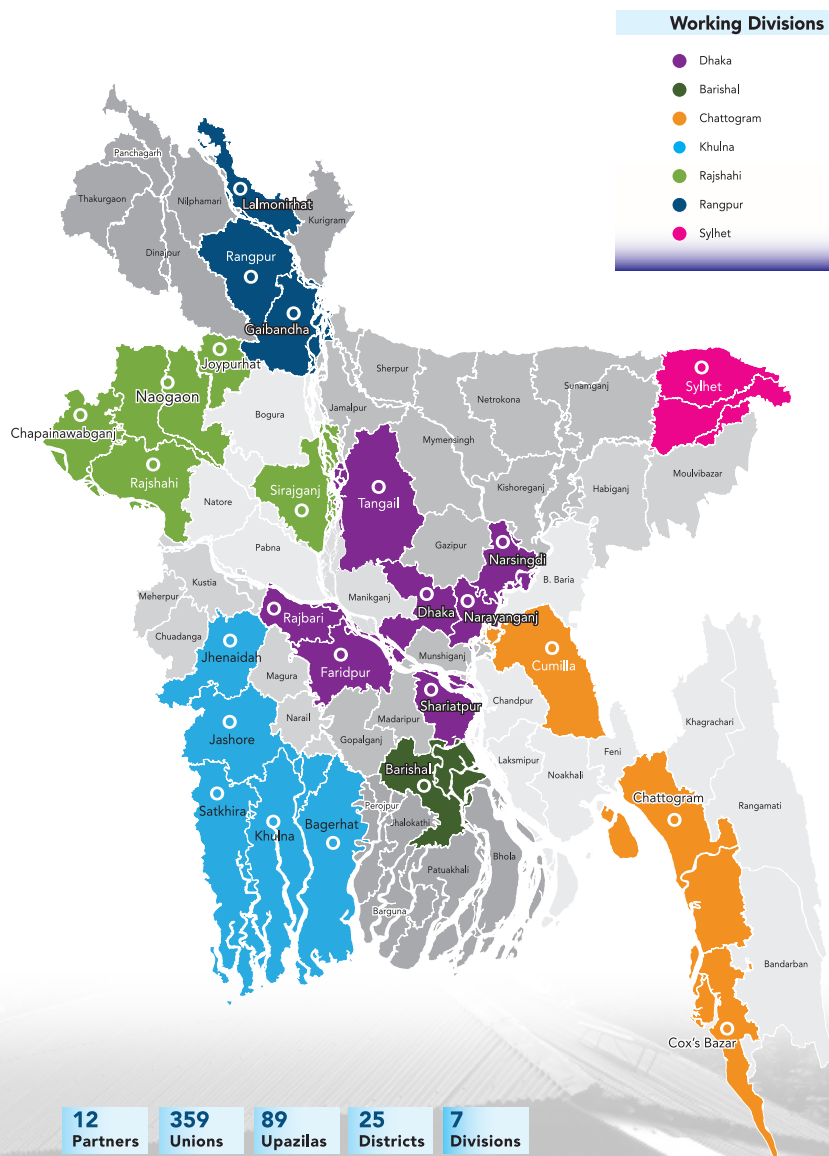 Working Divisions
Dhaka
Barishal
Chattogram
Khulna
Rajshahi
Rangpur
Sylhet
Panchagarh
Thakurgaon
Nilphamari
Lalmonirhat
Kurigram
Dinajpur
Rangpur
Gaibandha
Joypurhat
Naogaon
Chapainawabganj
Rajshahi
Bogura
Sirajganj
Natore
Pabna
Jamalpur
Sherpur
Netrokona
Sunamganj
Sylhet
Mymensingh
Kishoreganj
Habiganj
Moulvibazar
Tangail
Gazipur
Narsingdi
B. Baria
Manikganj
Dhaka
Narayanganj
Kustia
Meherpur
Chuadanga
Rajbari
Faridpur
Munshiganj
Cumilla
Jhenaidah
Magura
Shariatpur
Chandpur
Narail
Madaripur
Gopalganj
Jashore
Khagrachari
Feni
Laksmipur
Noakhali
Barishal
Satkhira
Khulna
Bagerhat
Perojpur
Jhalokathi
Chattogram
Rangamati
Patuakhali
Bhola
Barguna
Bandarban
Cox's Bazar
12
Partners
359
Unions
89
Upazilas
25
Districts
7
Divisions